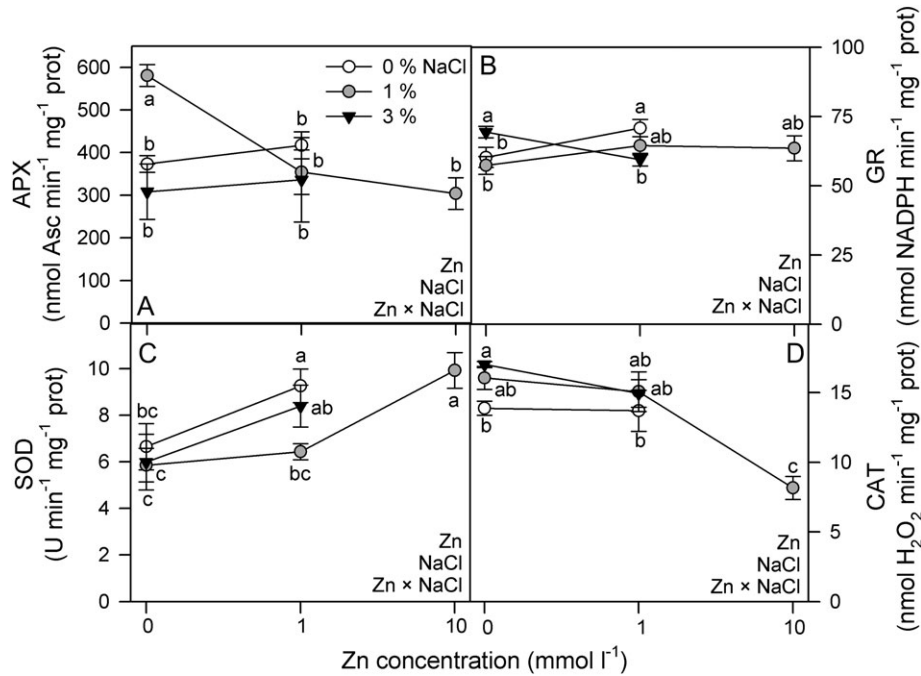 APX
(nmol Asc min⁻¹ mg⁻¹ prot)
600
500
400
300
200
100
0
0 % NaCl
1 %
3 %
a
b
b
b
b
b
b
Zn
NaCl
Zn × NaCl
A
B
a
b
b
a
ab
b
ab
Zn
NaCl
Zn × NaCl
100
75
50
25
0
GR
(nmol NADPH min⁻¹ mg⁻¹ prot)
SOD
(U min⁻¹ mg⁻¹ prot)
10
8
6
4
2
0
C
bc
c
c
a
ab
bc
a
Zn
NaCl
Zn × NaCl
0
1
10
D
a
ab
b
ab
ab
b
c
Zn
NaCl
Zn × NaCl
0
1
10
15
10
5
0
CAT
(nmol H₂O₂ min⁻¹ mg⁻¹ prot)
Zn concentration (mmol l⁻¹)